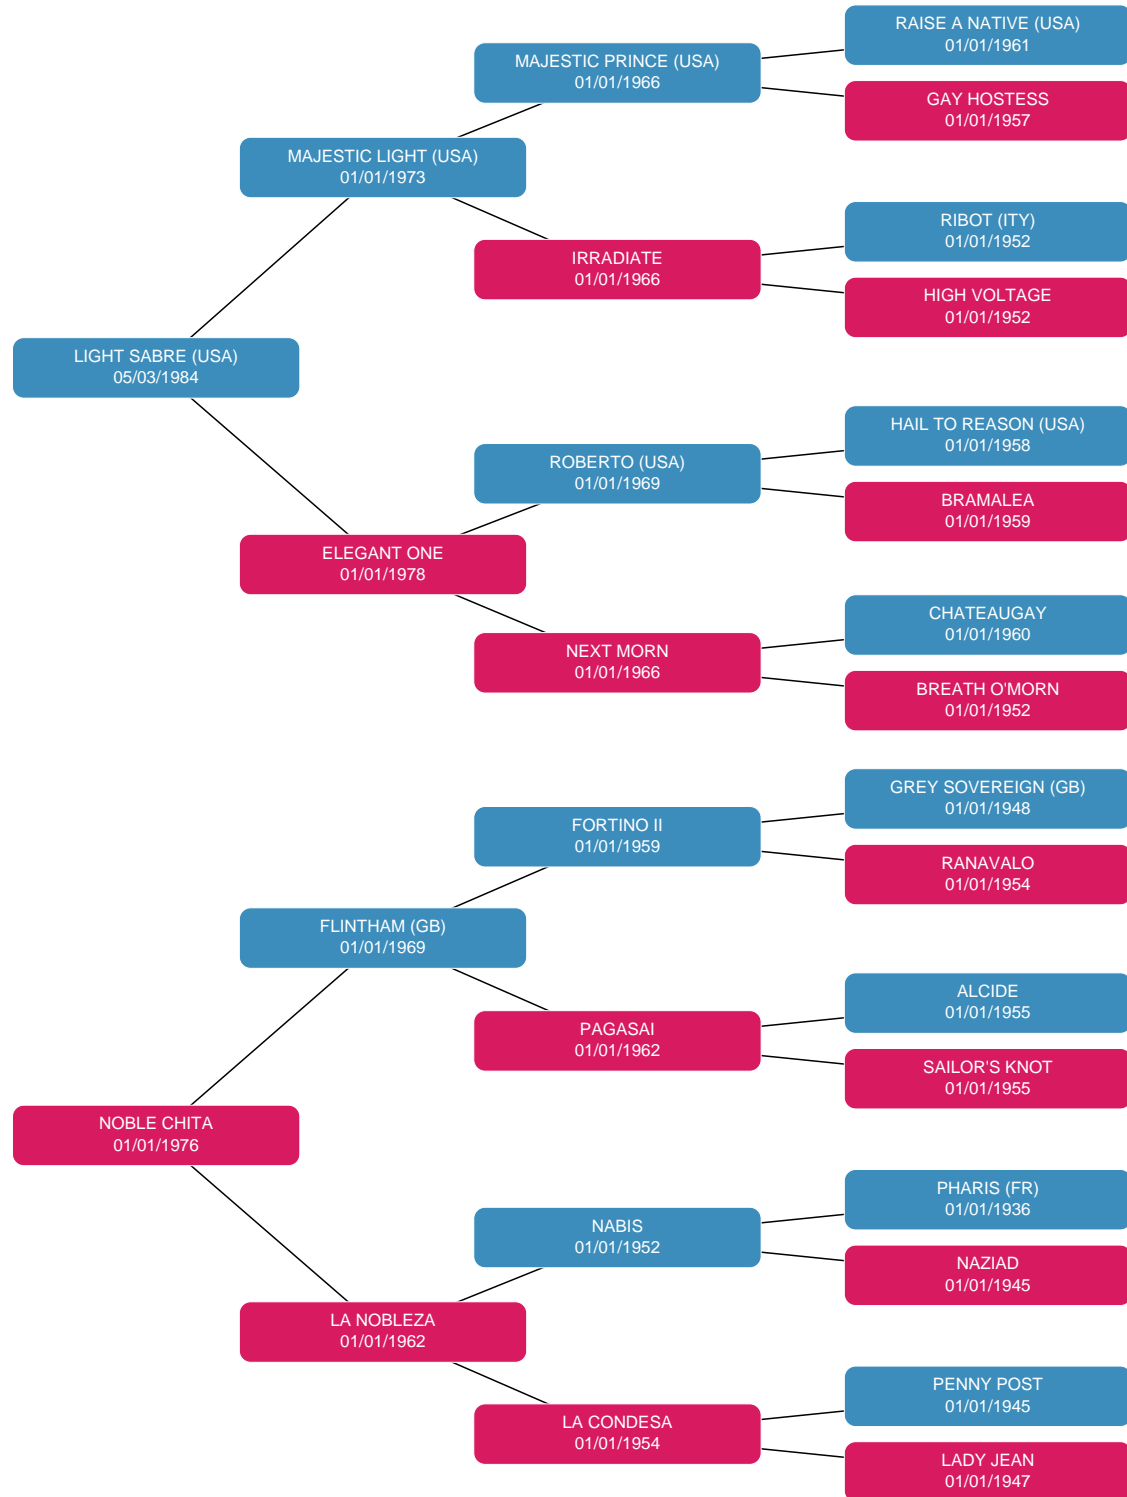 RAISE A NATIVE (USA)
01/01/1961
MAJESTIC PRINCE (USA)
01/01/1966
GAY HOSTESS
01/01/1957
MAJESTIC LIGHT (USA)
01/01/1973
RIBOT (ITY)
01/01/1952
IRRADIATE
01/01/1966
HIGH VOLTAGE
01/01/1952
LIGHT SABRE (USA)
05/03/1984
HAIL TO REASON (USA)
01/01/1958
ROBERTO (USA)
01/01/1969
BRAMALEA
01/01/1959
ELEGANT ONE
01/01/1978
CHATEAUGAY
01/01/1960
NEXT MORN
01/01/1966
BREATH O'MORN
01/01/1952
GREY SOVEREIGN (GB)
01/01/1948
FORTINO II
01/01/1959
RANAVALO
01/01/1954
FLINTHAM (GB)
01/01/1969
ALCIDE
01/01/1955
PAGASAI
01/01/1962
SAILOR'S KNOT
01/01/1955
NOBLE CHITA
01/01/1976
PHARIS (FR)
01/01/1936
NABIS
01/01/1952
NAZIAD
01/01/1945
LA NOBLEZA
01/01/1962
PENNY POST
01/01/1945
LA CONDESA
01/01/1954
LADY JEAN
01/01/1947